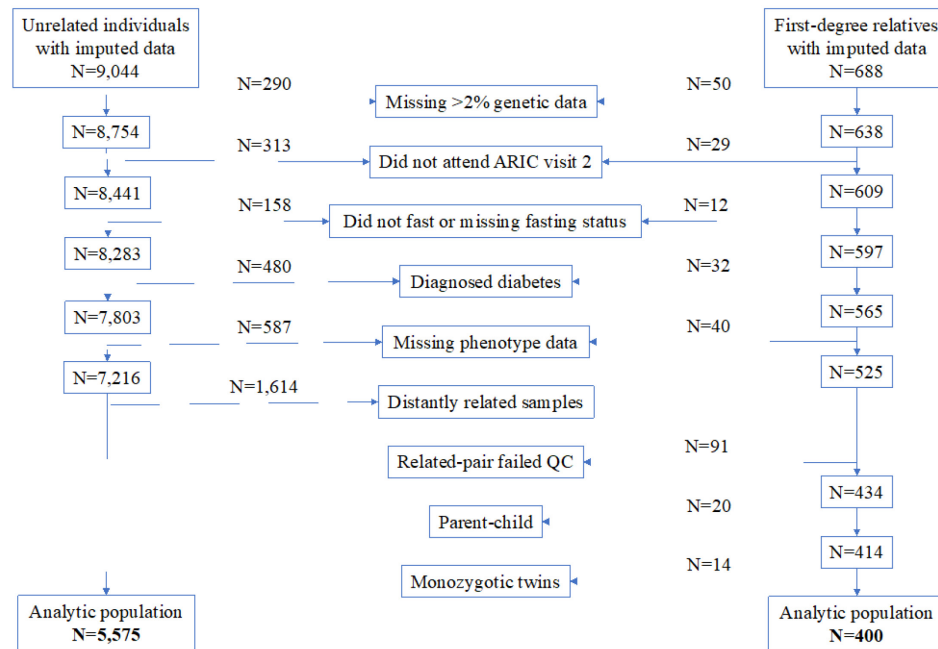 Unrelated individuals
with imputed data
N=9,044
First-degree relatives
with imputed data
N=688
N=290
Missing >2% genetic data
N=50
N=8,754
N=638
N=313
Did not attend ARIC visit 2
N=29
N=8,441
N=609
N=158
Did not fast or missing fasting status
N=12
N=8,283
N=597
N=480
Diagnosed diabetes
N=32
N=7,803
N=565
N=587
Missing phenotype data
N=40
N=7,216
N=525
N=1,614
Distantly related samples
Related-pair failed QC
N=91
N=434
Parent-child
N=20
N=414
Monozygotic twins
N=14
Analytic population
N=5,575
Analytic population
N=400